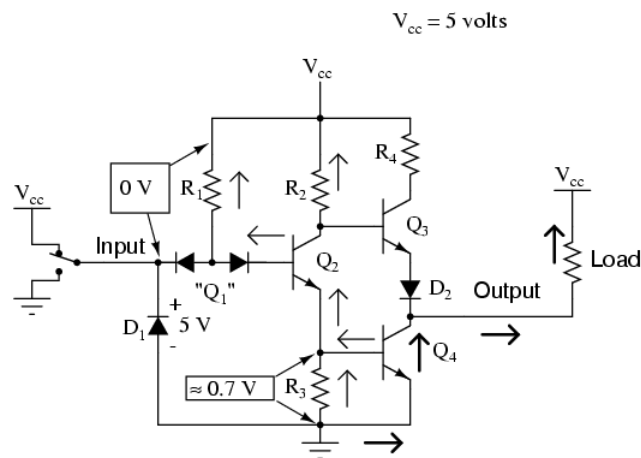 Vcc = 5 volts
Vcc
R4
0 V
R1
R2
Vcc
Vcc
Input
Q2
Q3
Load
"Q1"
D2
Output
+
D1
5 V
-
Q4
≈ 0.7 V
R3